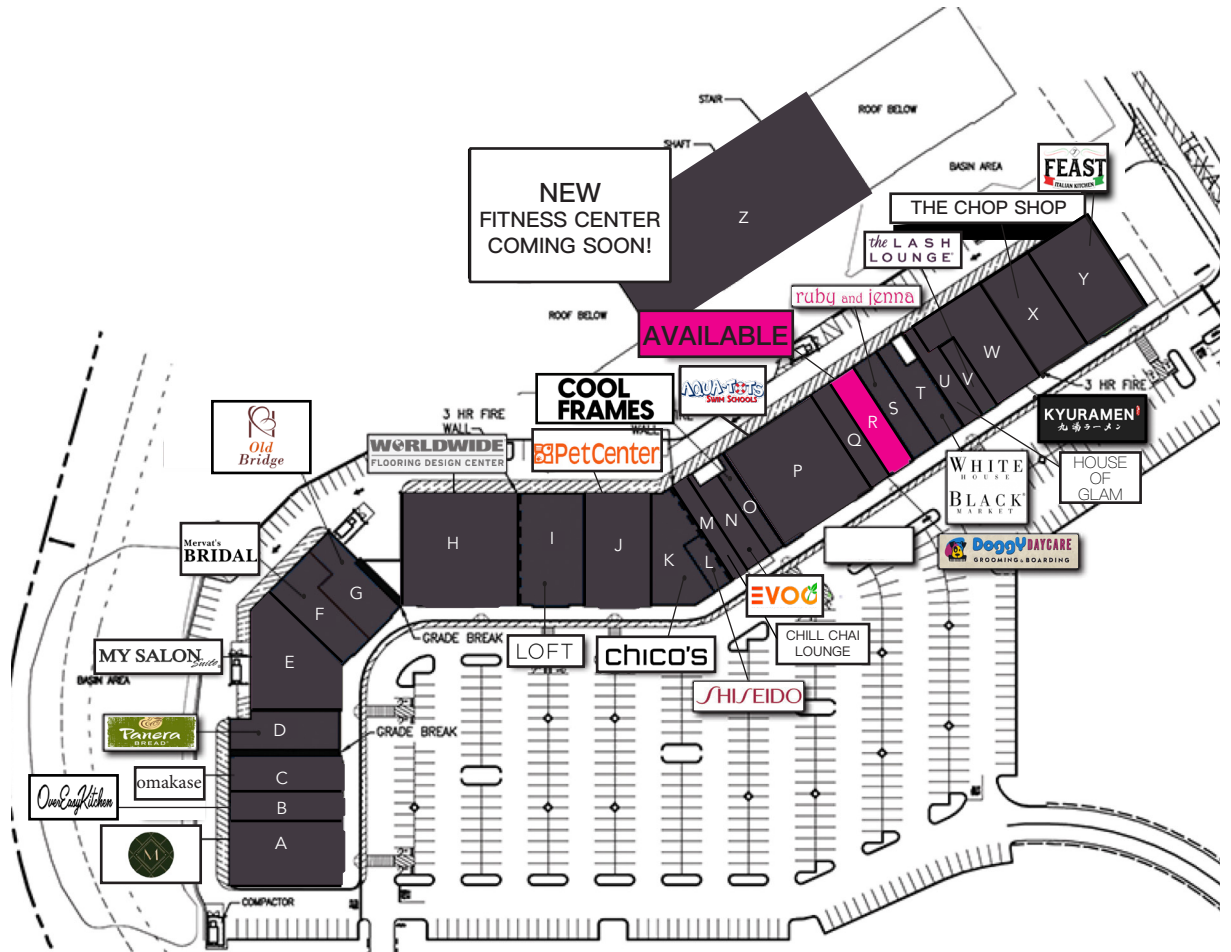 STAIR
ROOF BELOW
SHAFT
BASIN AREA
NEW
FITNESS CENTER
COMING SOON!
Z
FEAST
ITALIAN KITCHEN
THE CHOP SHOP
the LASH
LOUNGE
ruby and jenna
ROOF BELOW
AVAILABLE
Y
X
W
V
U
T
S
R
Q
P
O
N
M
L
K
J
I
H
G
F
E
D
C
B
A
3 HR FIRE
KYURAMEN
九湯ラーメン
HOUSE
OF
GLAM
WHITE
HOUSE
BLACK
MARKET
DoggyDAYCARE
GROOMING & BOARDING
AQUA-TOTS
SWIM SCHOOLS
COOL
FRAMES
3 HR FIRE
WALL
WORLDWIDE
FLOORING DESIGN CENTER
PetCenter
Old
Bridge
Mervat's
BRIDAL
MY SALON
Suite
BASIN AREA
Panera
BREAD
omakase
OverEasyKitchen
M
COMPACTOR
GRADE BREAK
GRADE BREAK
LOFT
chico's
SHISEIDO
EVOO
CHILL CHAI
LOUNGE